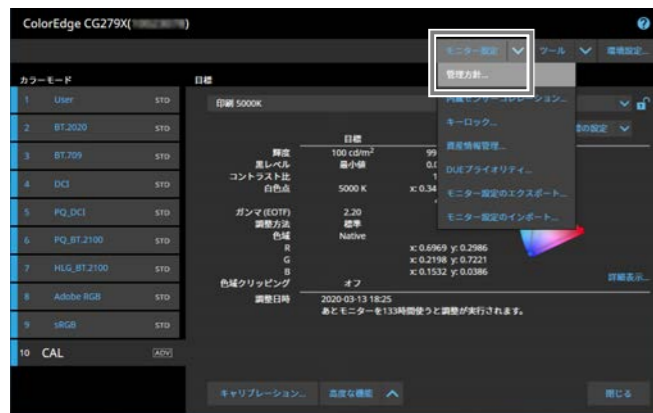 ColorEdge CG279X( )
モニター設定 ツール 環境設定...
カラーモード 目標
1 User STD
2 BT.2020 STD
3 BT.709 STD
4 DCI STD
5 PQ_DCI STD
6 PQ_BT.2100 STD
7 HLG_BT.2100 STD
8 Adobe RGB STD
9 sRGB STD
10 CAL ADV
印刷 5000K
目標
輝度 100 cd/m² 99
黒レベル 最小値 0.
コントラスト比 1
白色点 5000 K x: 0.34
ガンマ (EOTF) 2.20
調整方法 標準
色域 Native
R x: 0.6969 y: 0.2986
G x: 0.2198 y: 0.7221
B x: 0.1532 y: 0.0386
色域クリッピング オフ
調整日時 2020-03-13 18:25
あとモニターを133時間使うと調整が実行されます。
管理方針...
内蔵センサーコレレーション...
キーロック...
資産情報管理...
DUEプライオリティ...
モニター設定のエクスポート...
モニター設定のインポート...
の設定
詳細表示...
キャリブレーション... 高度な機能 閉じる